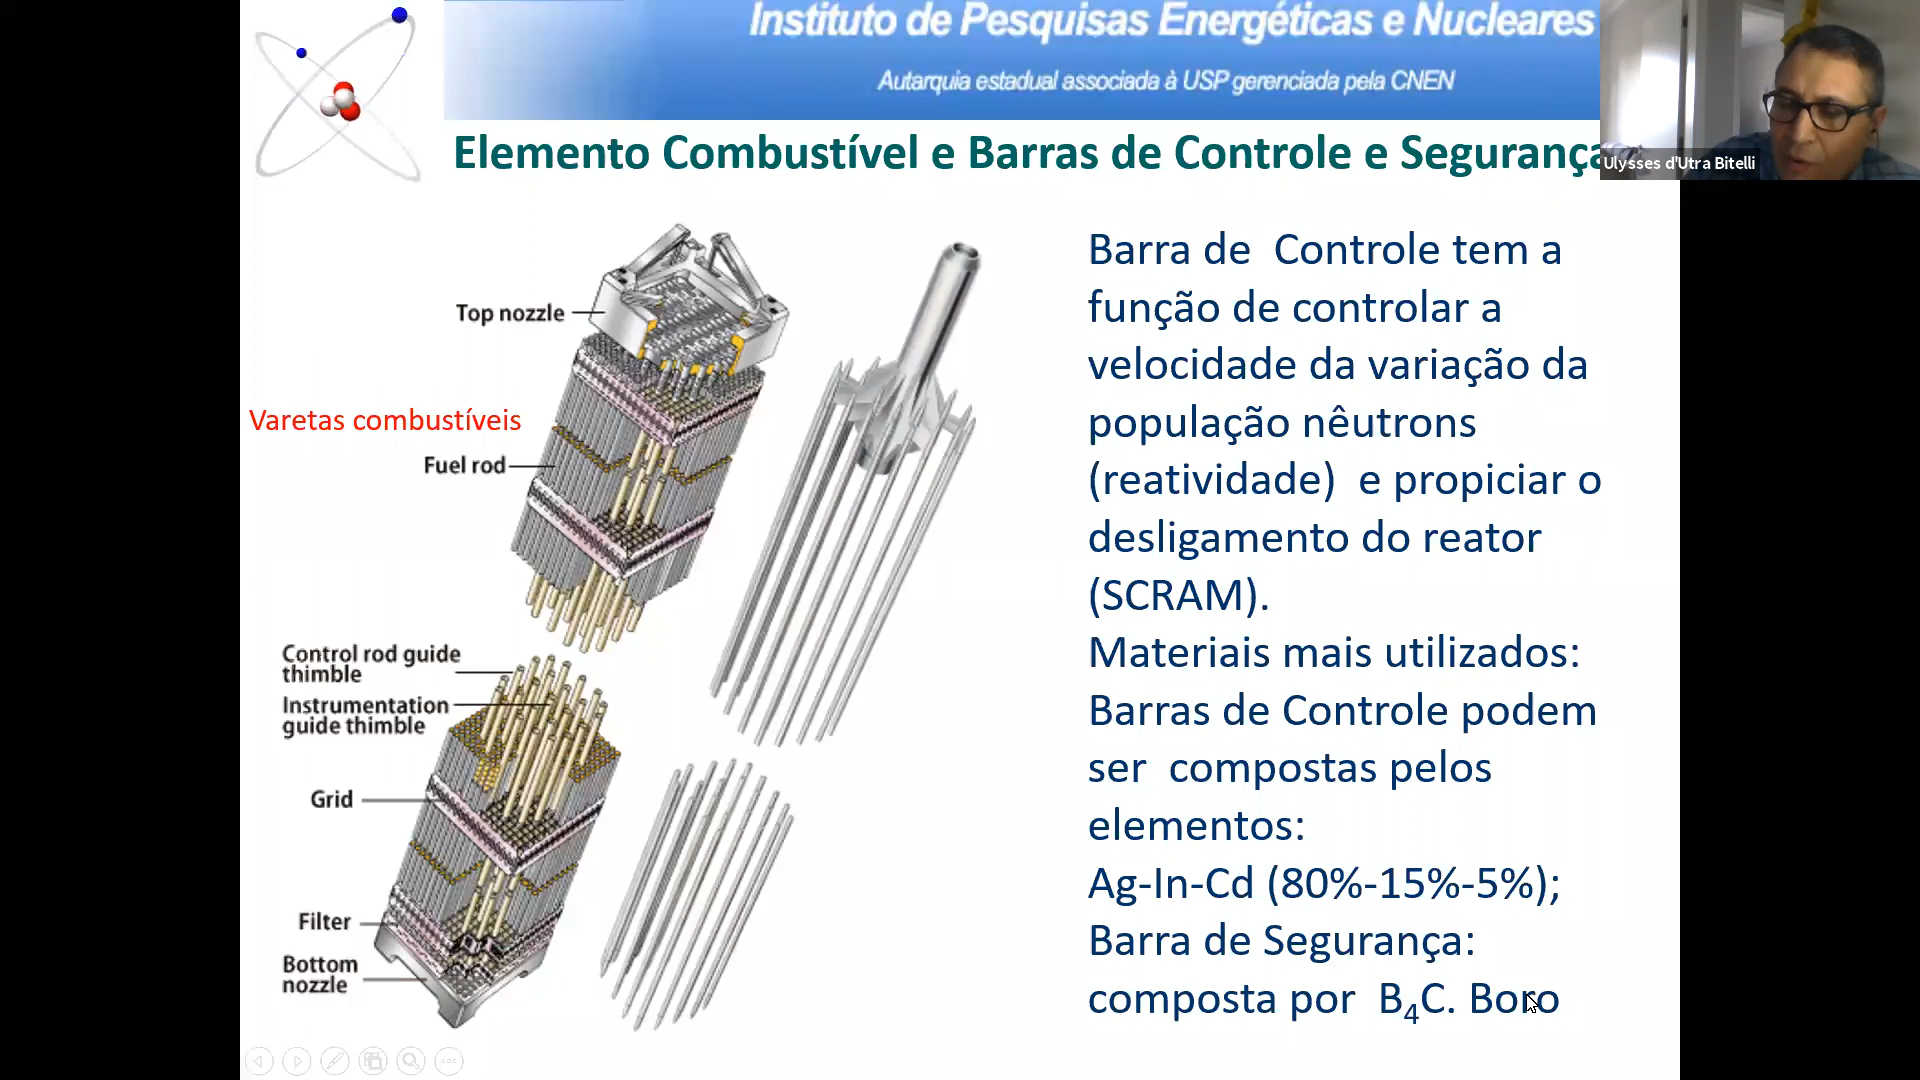 Instituto de Pesquisas Energéticas e Nucleares
Autarquia estadual associada à USP gerenciada pela CNEN
Elemento Combustível e Barras de Controle e Segurança
Ulysses d'Utra Bitelli
Top nozzle
Varetas combustíveis
Fuel rod
Control rod guide
thimble
Instrumentation
guide thimble
Grid
Filter
Bottom
nozzle
Barra de Controle tem a
função de controlar a
velocidade da variação da
população nêutrons
(reatividade) e propiciar o
desligamento do reator
(SCRAM).
Materiais mais utilizados:
Barras de Controle podem
ser compostas pelos
elementos:
Ag-In-Cd (80%-15%-5%);
Barra de Segurança:
composta por B₄C. Boro